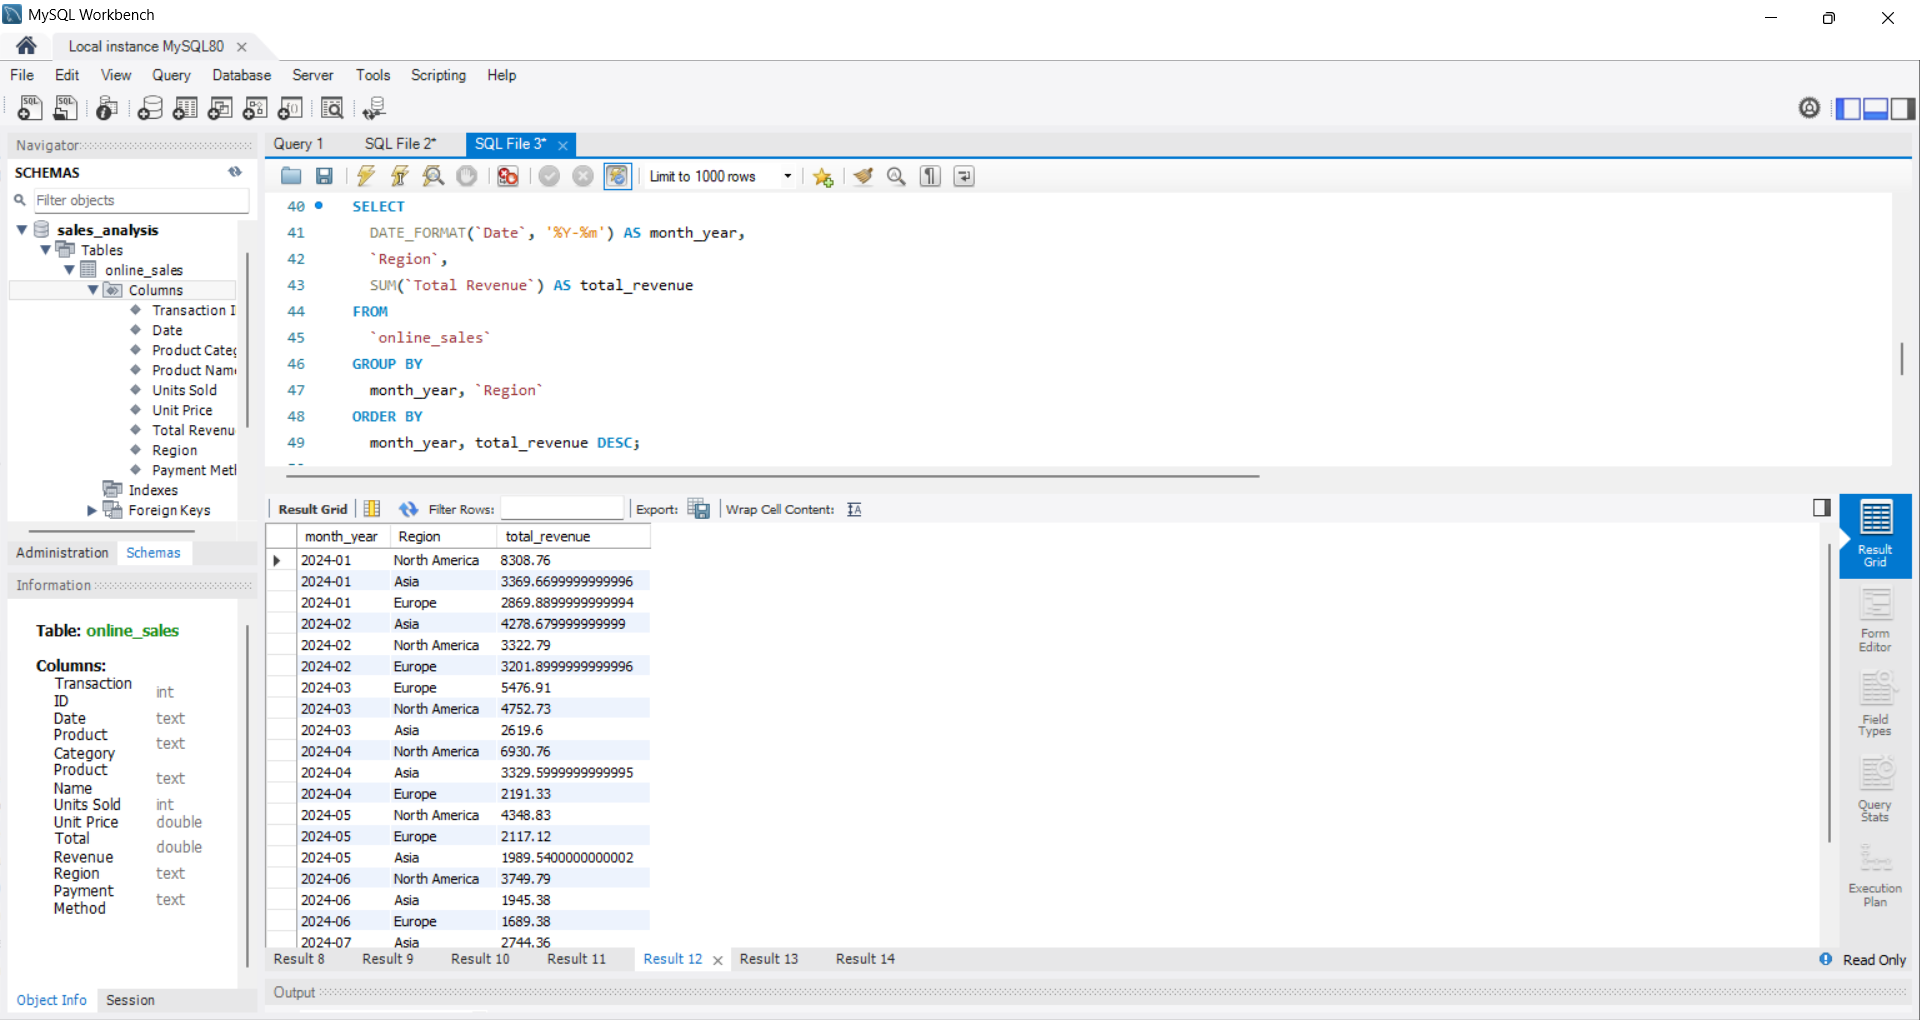 MySQL Workbench
Local instance MySQL80
File Edit View Query Database Server Tools Scripting Help
Navigator
SCHEMAS
Filter objects
sales_analysis
Tables
online_sales
Columns
Transaction I
Date
Product Categ
Product Nam
Units Sold
Unit Price
Total Revenu
Region
Payment Metl
Indexes
Foreign Keys
Administration Schemas
Information
Table: online_sales
Columns:
Transaction ID int
Date text
Product Category text
Product Name text
Units Sold int
Unit Price double
Total Revenue double
Region text
Payment Method text
Object Info Session
Query 1 SQL File 2* SQL File 3*
Limit to 1000 rows
40 SELECT
41 DATE_FORMAT(`Date`, '%Y-%m') AS month_year,
42 `Region`,
43 SUM(`Total Revenue`) AS total_revenue
44 FROM
45 `online_sales`
46 GROUP BY
47 month_year, `Region`
48 ORDER BY
49 month_year, total_revenue DESC;
Result Grid Filter Rows: Export: Wrap Cell Content:
month_year Region total_revenue
2024-01 North America 8308.76
2024-01 Asia 3369.6699999999996
2024-01 Europe 2869.8899999999994
2024-02 Asia 4278.679999999999
2024-02 North America 3322.79
2024-02 Europe 3201.8999999999996
2024-03 Europe 5476.91
2024-03 North America 4752.73
2024-03 Asia 2619.6
2024-04 North America 6930.76
2024-04 Asia 3329.5999999999995
2024-04 Europe 2191.33
2024-05 North America 4348.83
2024-05 Europe 2117.12
2024-05 Asia 1989.5400000000002
2024-06 North America 3749.79
2024-06 Asia 1945.38
2024-06 Europe 1689.38
2024-07 Asia 2744.36
Result 8 Result 9 Result 10 Result 11 Result 12 Result 13 Result 14
Read Only
Output
Result Grid
Form Editor
Field Types
Query Stats
Execution Plan